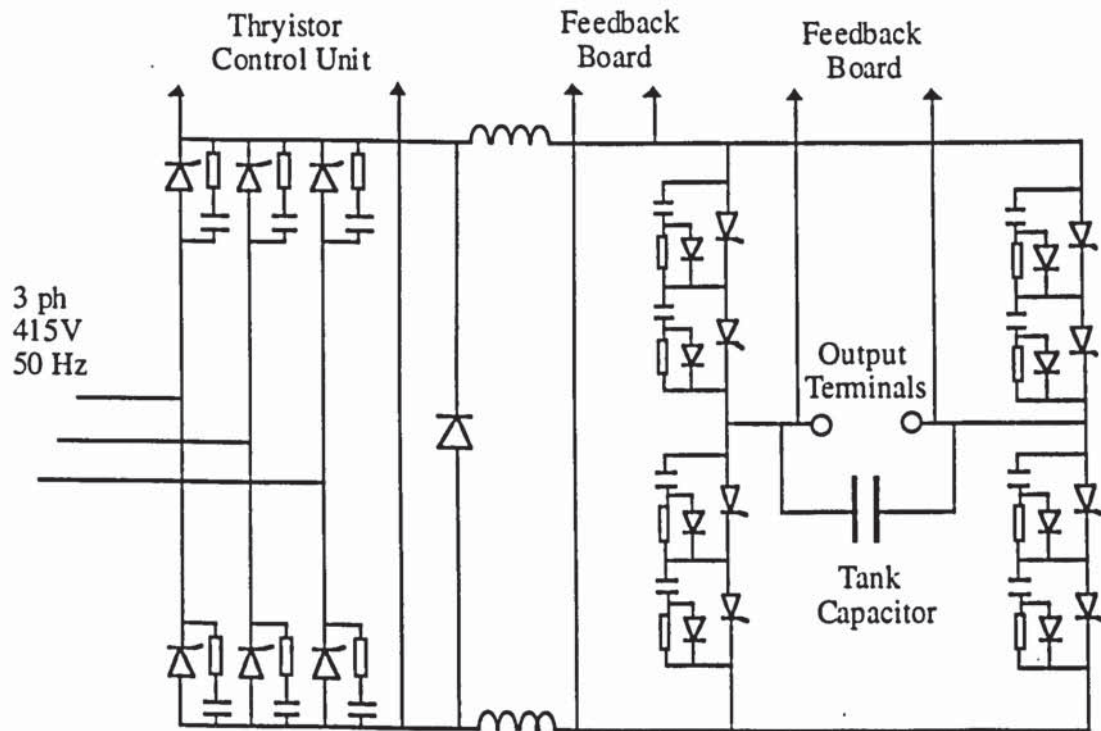 Thryistor
Control Unit
Feedback
Board
Feedback
Board
3 ph
415V
50 Hz
Output
Terminals
Tank
Capacitor